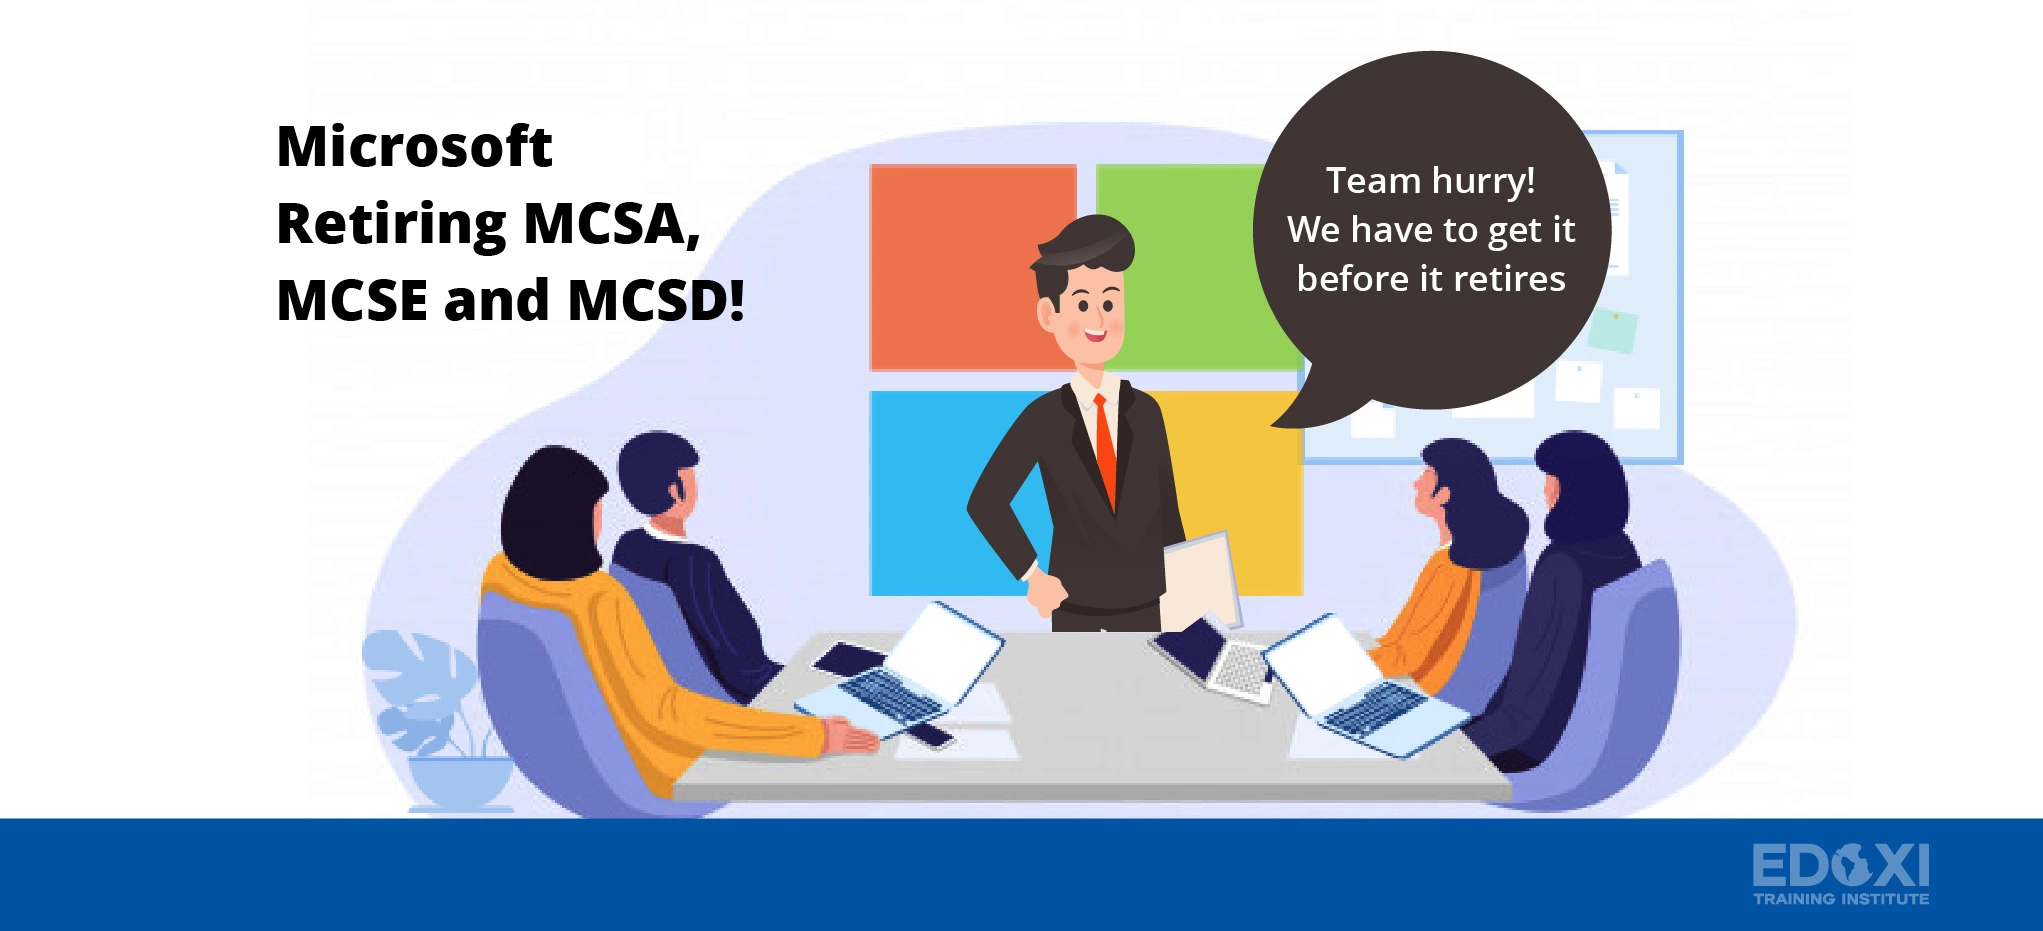 Microsoft
Retiring MCSA,
MCSE and MCSD!
Team hurry!
We have to get it
before it retires
EDOXI
TRAINING INSTITUTE